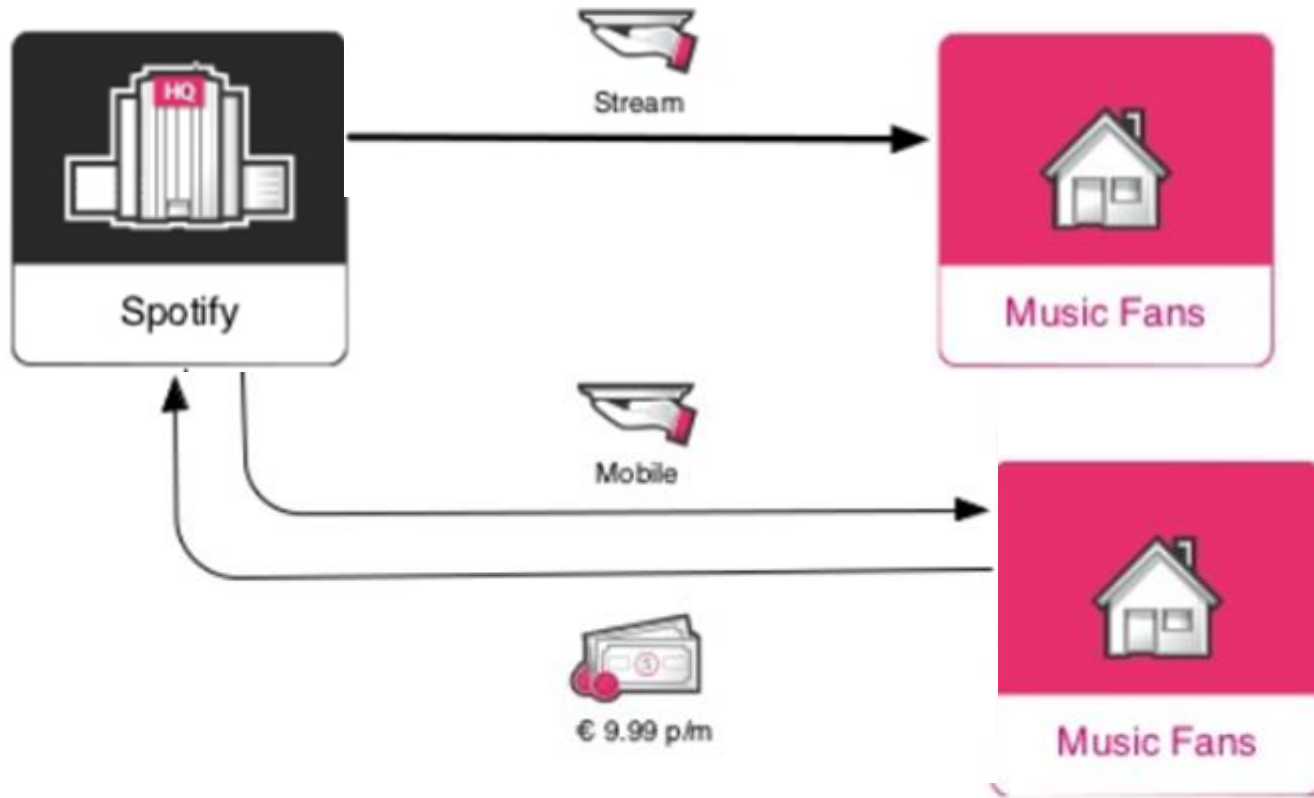 HQ
Stream
Spotify
Music Fans
Mobile
€ 9.99 p/m
Music Fans